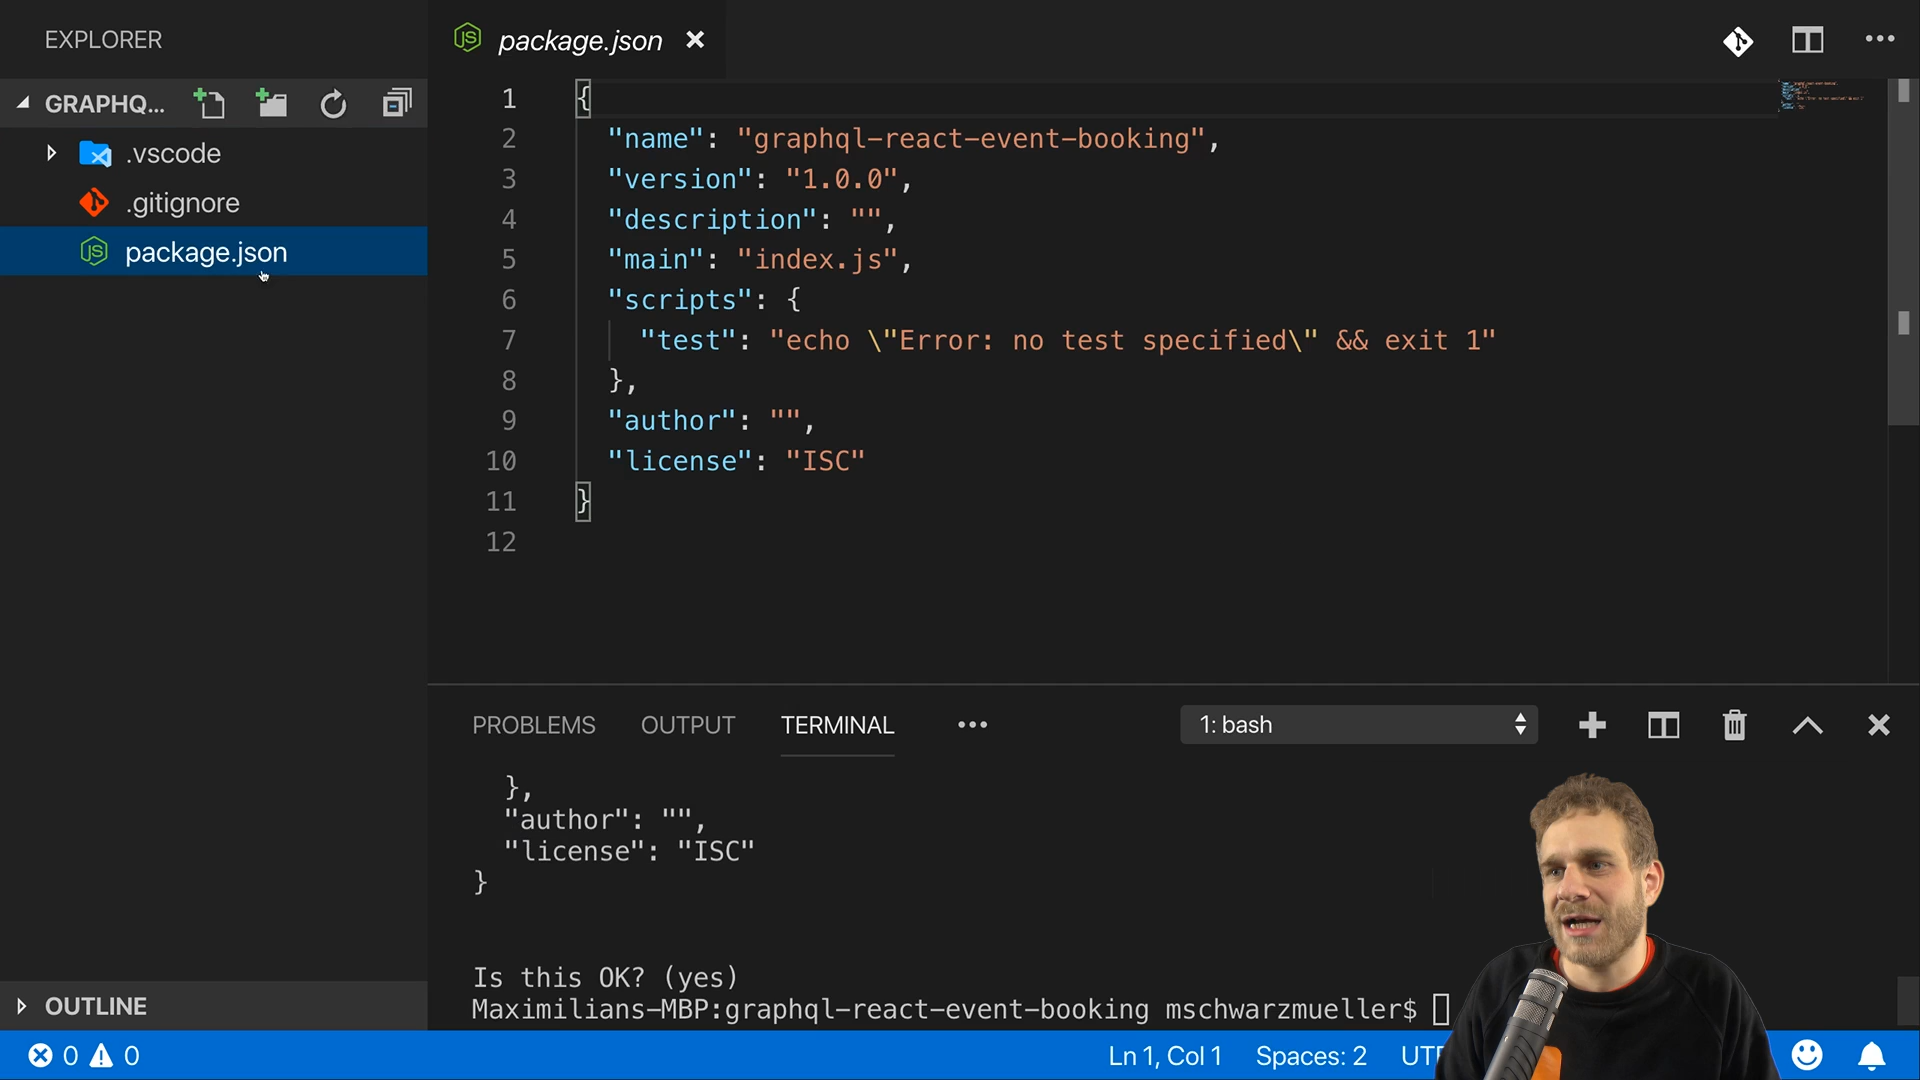 EXPLORER
GRAPHQ...
.vscode
.gitignore
package.json
OUTLINE
package.json
1 {
2 "name": "graphql-react-event-booking",
3 "version": "1.0.0",
4 "description": "",
5 "main": "index.js",
6 "scripts": {
7 "test": "echo \"Error: no test specified\" && exit 1"
8 },
9 "author": "",
10 "license": "ISC"
11 }
12
PROBLEMS OUTPUT TERMINAL 1: bash
},
"author": "",
"license": "ISC"
}
Is this OK? (yes)
Maximilians-MBP:graphql-react-event-booking mschwarzmueller$
0 0 Ln 1, Col 1 Spaces: 2